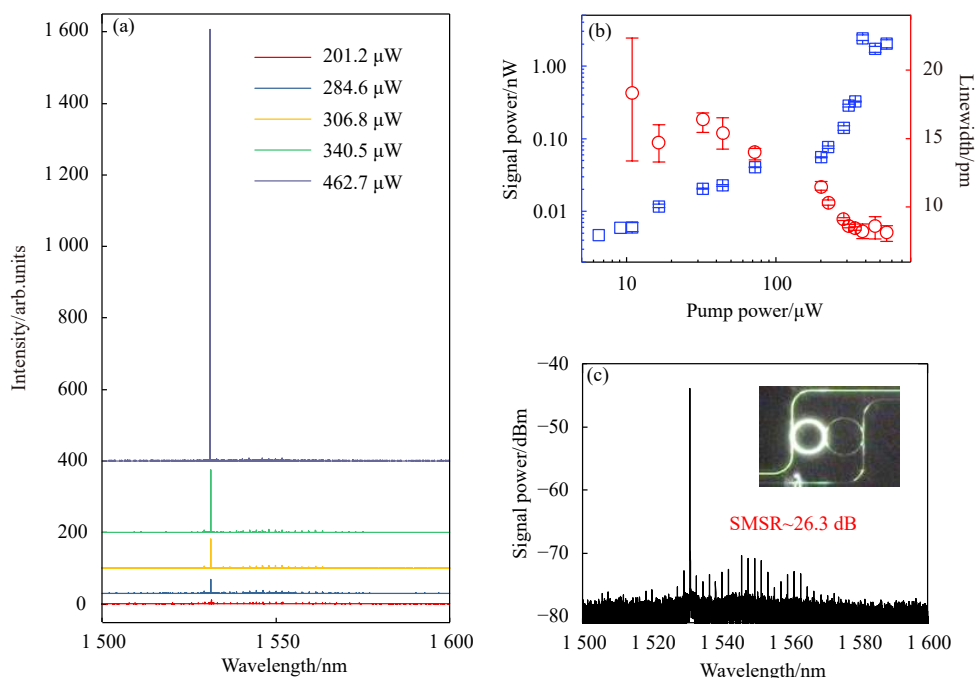 (a)
1 600
1 400
1 200
1 000
800
600
400
200
0
Intensity/arb.units
201.2 μW
284.6 μW
306.8 μW
340.5 μW
462.7 μW
1 500
1 550
1 600
Wavelength/nm
(b)
1.00
0.10
0.01
Signal power/nW
20
15
10
Linewidth/pm
10
100
Pump power/μW
(c)
−40
−50
−60
−70
−80
Signal power/dBm
SMSR~26.3 dB
1 500
1 520
1 540
1 560
1 580
1 600
Wavelength/nm